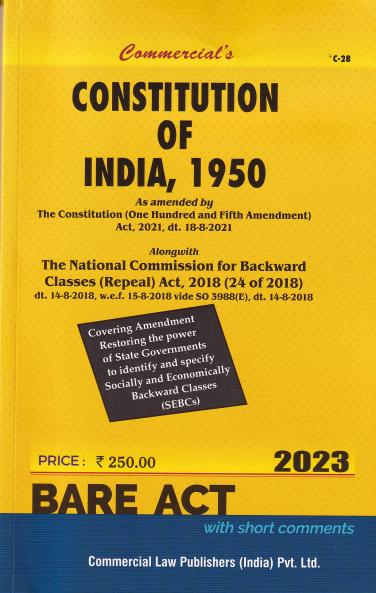 Commercial's
C-28
CONSTITUTION
OF
INDIA, 1950
As amended by
The Constitution (One Hundred and Fifth Amendment)
Act, 2021, dt. 18-8-2021
Alongwith
The National Commission for Backward
Classes (Repeal) Act, 2018 (24 of 2018)
dt. 14-8-2018, w.e.f. 15-8-2018 vide SO 3988(E), dt. 14-8-2018
Covering Amendment
Restoring the power
of State Governments
to identify and specify
Socially and Economically
Backward Classes
(SEBCs)
PRICE : ₹ 250.00
2023
BARE ACT
with short comments
Commercial Law Publishers (India) Pvt. Ltd.